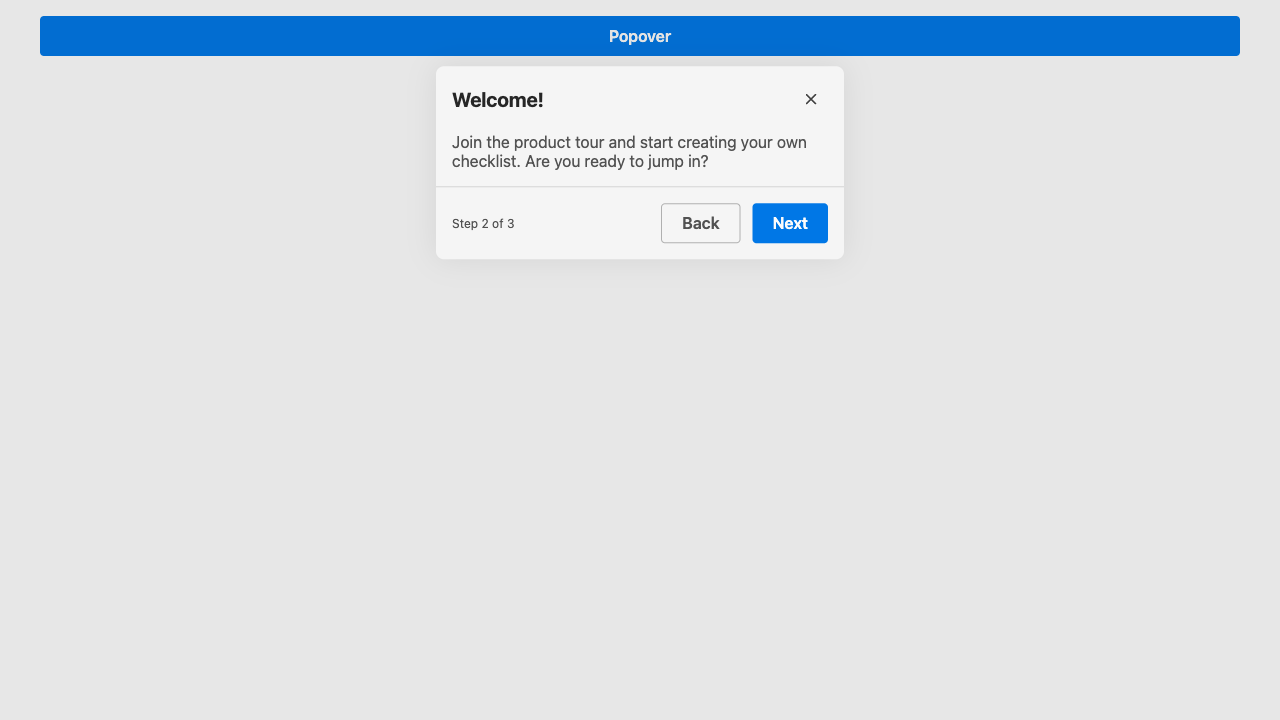 Popover
Welcome!
Join the product tour and start creating your own
checklist. Are you ready to jump in?
Step 2 of 3
Back
Next